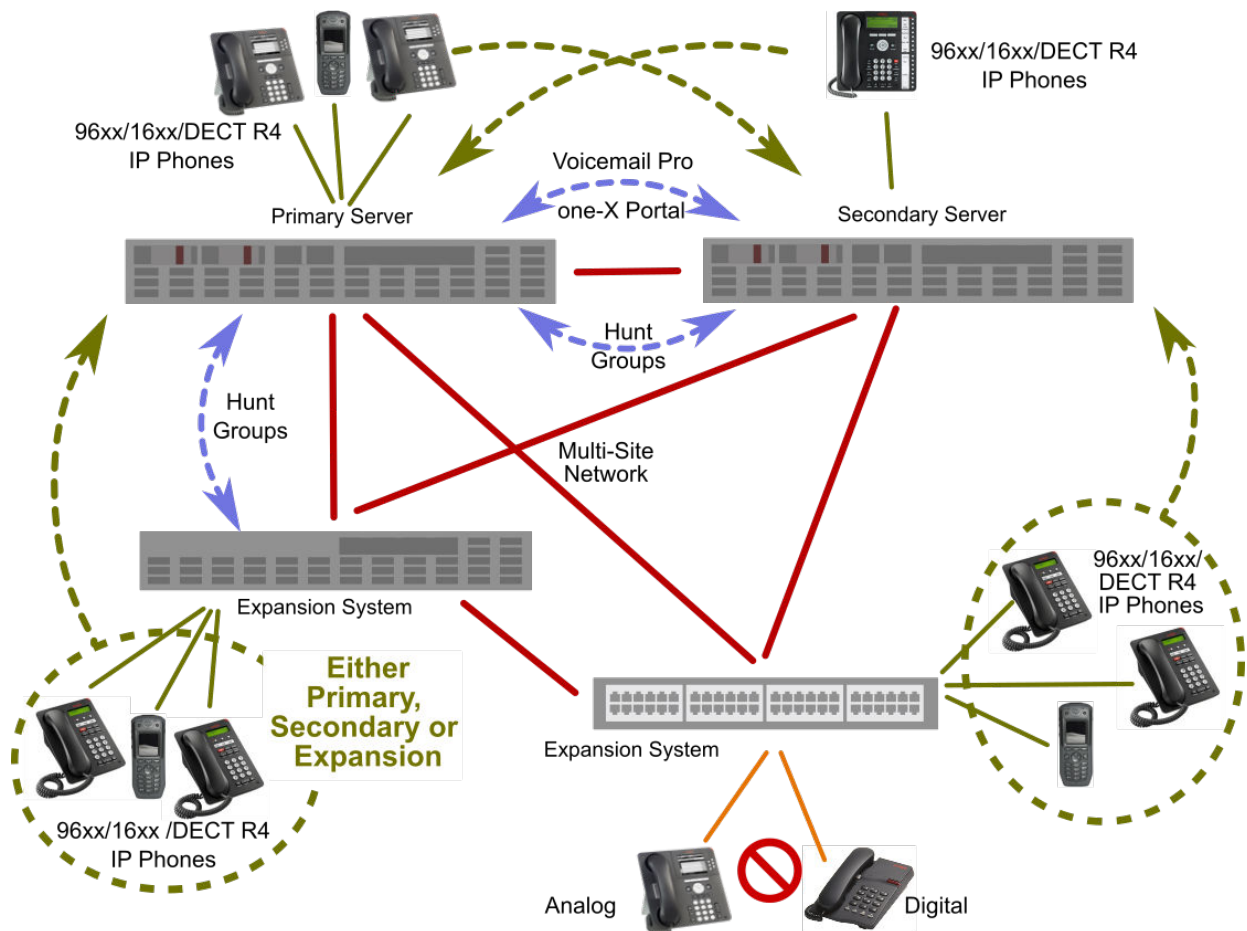 96xx/16xx/DECT R4
IP Phones
96xx/16xx/DECT R4
IP Phones
Voicemail Pro
one-X Portal
Primary Server
Secondary Server
Hunt
Groups
Hunt
Groups
Multi-Site
Network
Expansion System
96xx/16xx/
DECT R4
IP Phones
Either
Primary,
Secondary or
Expansion
Expansion System
96xx/16xx /DECT R4
IP Phones
Analog
Digital